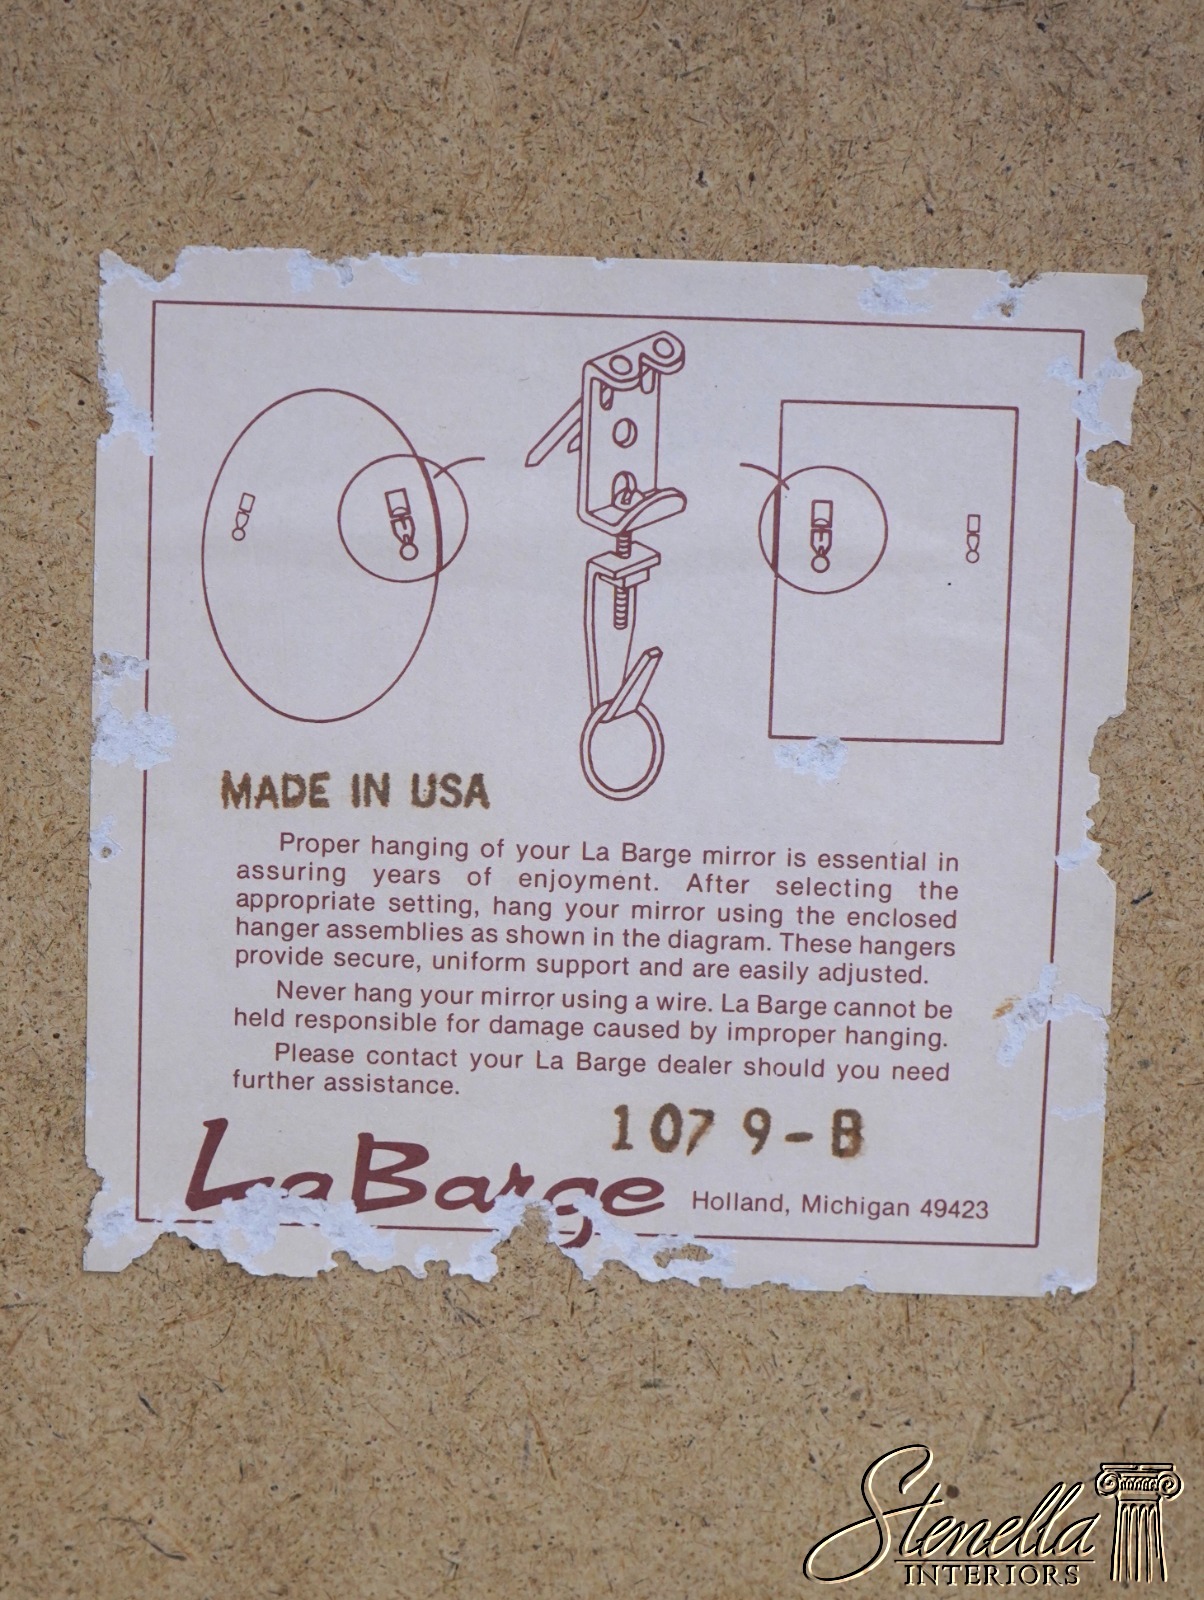 MADE IN USA
Proper hanging of your La Barge mirror is essential in
assuring years of enjoyment. After selecting the
appropriate setting, hang your mirror using the enclosed
hanger assemblies as shown in the diagram. These hangers
provide secure, uniform support and are easily adjusted.
Never hang your mirror using a wire. La Barge cannot be
held responsible for damage caused by improper hanging.
Please contact your La Barge dealer should you need
further assistance.
1079-B
LaBarge Holland, Michigan 49423
Stenella
INTERIORS